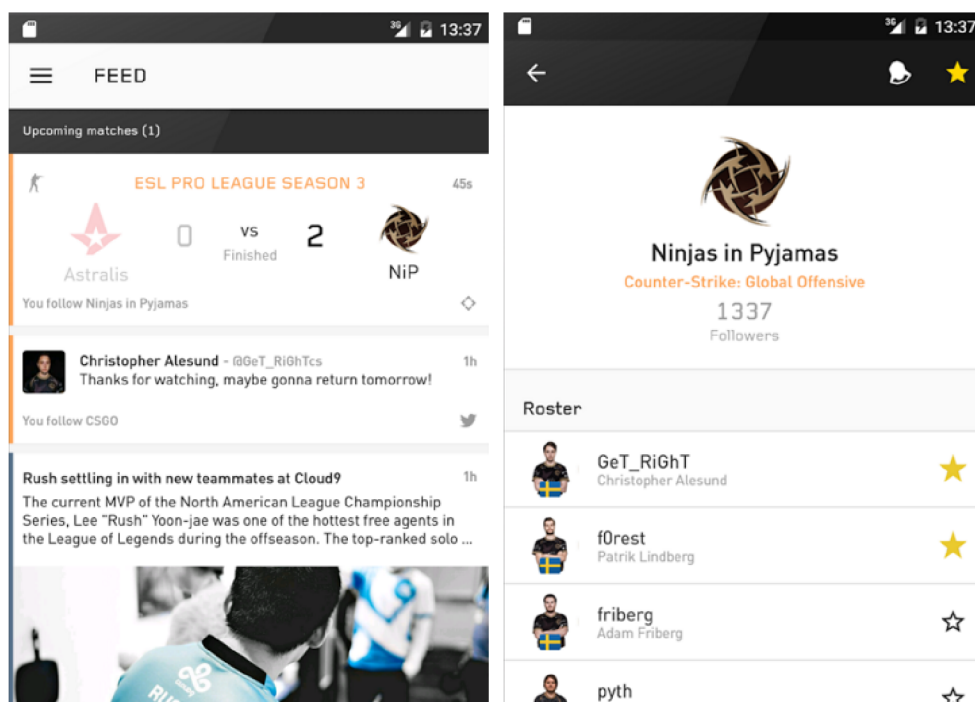 3G 13:37
FEED
Upcoming matches (1)
ESL PRO LEAGUE SEASON 3 45s
0 vs 2
Finished
Astralis NiP
You follow Ninjas in Pyjamas
Christopher Alesund - @GeT_RiGhTcs 1h
Thanks for watching, maybe gonna return tomorrow!
You follow CSGO
Rush settling in with new teammates at Cloud9 1h
The current MVP of the North American League Championship
Series, Lee "Rush" Yoon-jae was one of the hottest free agents in
the League of Legends during the offseason. The top-ranked solo ...
3G 13:37
Ninjas in Pyjamas
Counter-Strike: Global Offensive
1337
Followers
Roster
GeT_RiGhT
Christopher Alesund
f0rest
Patrik Lindberg
friberg
Adam Friberg
pyth